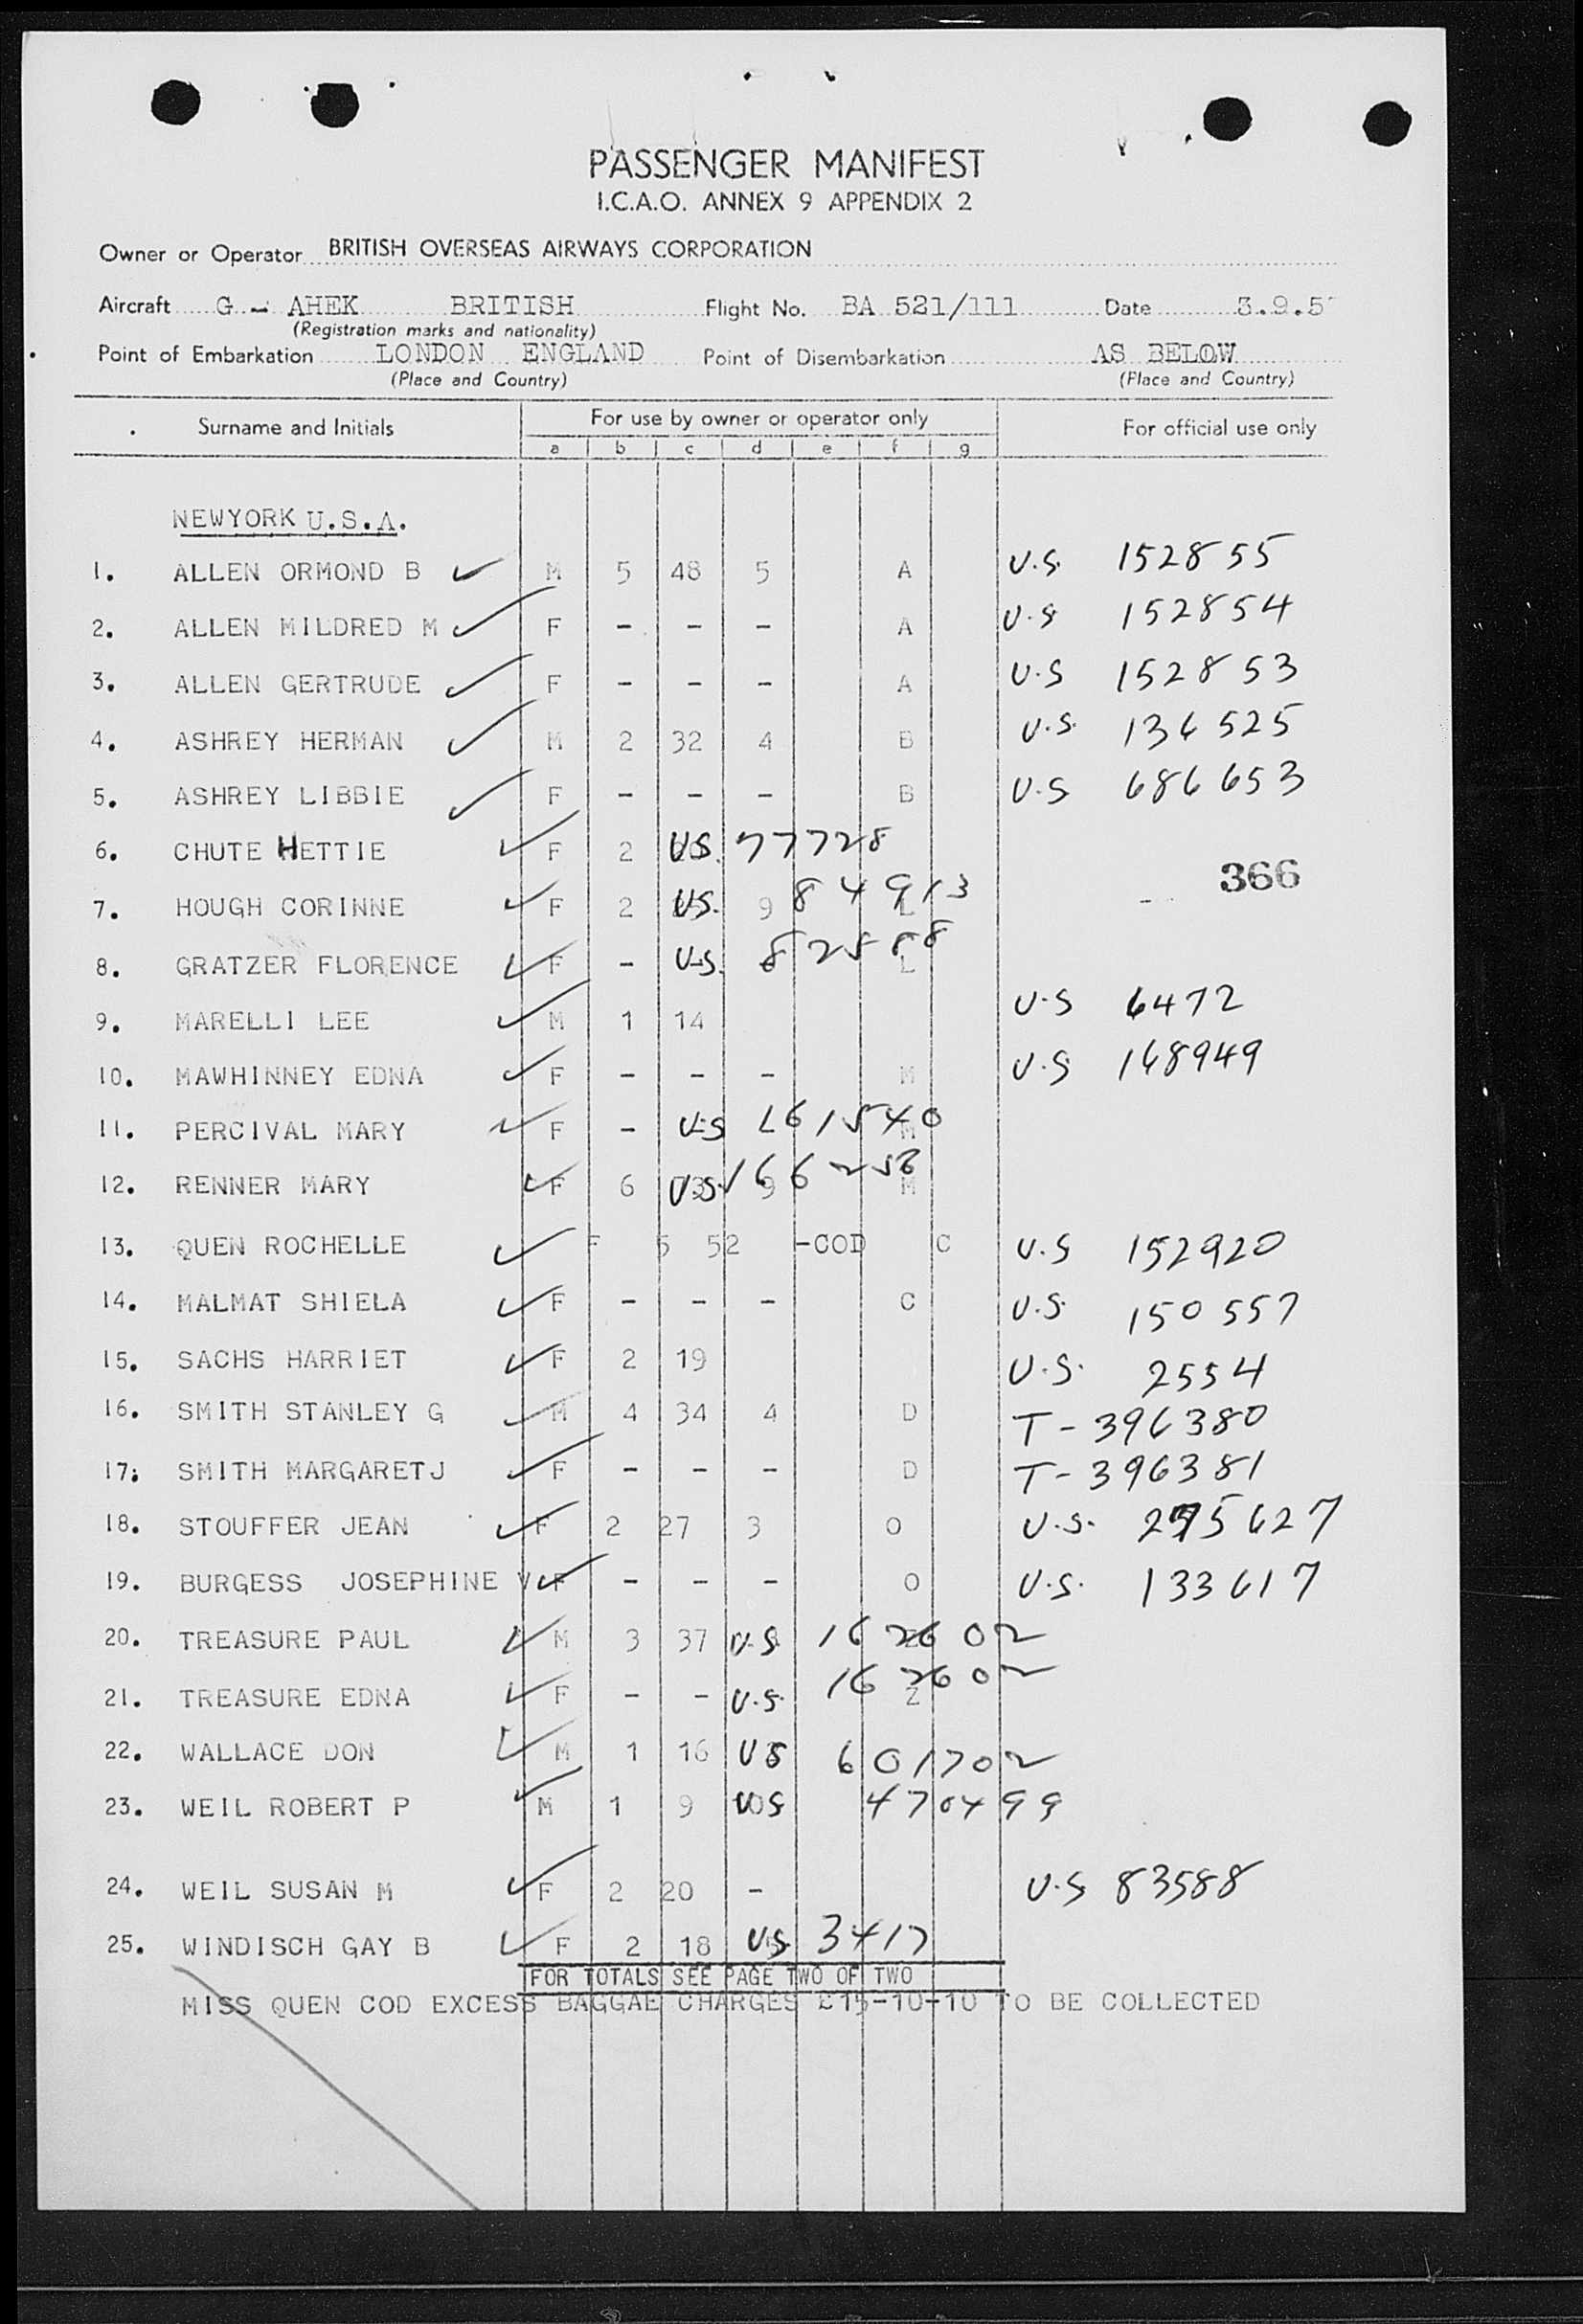 PASSENGER MANIFEST
I.C.A.O. ANNEX 9 APPENDIX 2
Owner or Operator BRITISH OVERSEAS AIRWAYS CORPORATION
Aircraft G - AHEK BRITISH Flight No. BA 521/111 Date 3.9.5
(Registration marks and nationality)
Point of Embarkation LONDON ENGLAND Point of Disembarkation AS BELOW
(Place and Country) (Place and Country)
Surname and Initials For use by owner or operator only For official use only
a b c d e f g
NEWYORK U.S.A.
1. ALLEN ORMOND B ✓ M 5 48 5 A U.S. 152855
2. ALLEN MILDRED M ✓ F - - - A U.S 152854
3. ALLEN GERTRUDE ✓ F - - - A U.S 152853
4. ASHREY HERMAN ✓ M 2 32 4 B U.S. 136525
5. ASHREY LIBBIE ✓ F - - - B U.S 686653
6. CHUTE HETTIE ✓ F 2 US. 77728
366
7. HOUGH CORINNE ✓ F 2 US. 9 84913 L
8. GRATZER FLORENCE ✓ F - US. L
9. MARELLI LEE ✓ M 1 14 U.S 6472
10. MAWHINNEY EDNA ✓ F - - - M U.S 168949
11. PERCIVAL MARY ✓ F - US 161540 M
12. RENNER MARY ✓ F 6 U.S. 9 M
13. QUEN ROCHELLE ✓ F 5 52 -COD C U.S 152920
14. MALMAT SHIELA ✓ F - - - C U.S. 150557
15. SACHS HARRIET ✓ F 2 19 U.S. 2554
16. SMITH STANLEY G ✓ M 4 34 4 D T-396380
17. SMITH MARGARETJ ✓ F - - - D T-396381
18. STOUFFER JEAN ✓ F 2 27 3 O U.S. 275627
19. BURGESS JOSEPHINE V ✓ F - - - O U.S. 133617
20. TREASURE PAUL ✓ M 3 37 U.S 162602
21. TREASURE EDNA ✓ F - - U.S. 162602 Z
22. WALLACE DON ✓ M 1 16 US 601702
23. WEIL ROBERT P ✓ M 1 9 US 470499
24. WEIL SUSAN M ✓ F 2 20 - U.S 83588
25. WINDISCH GAY B ✓ F 2 18 US 3417
FOR TOTALS SEE PAGE TWO OF TWO
MISS QUEN COD EXCESS BAGGAE CHARGES £15-10-10 TO BE COLLECTED